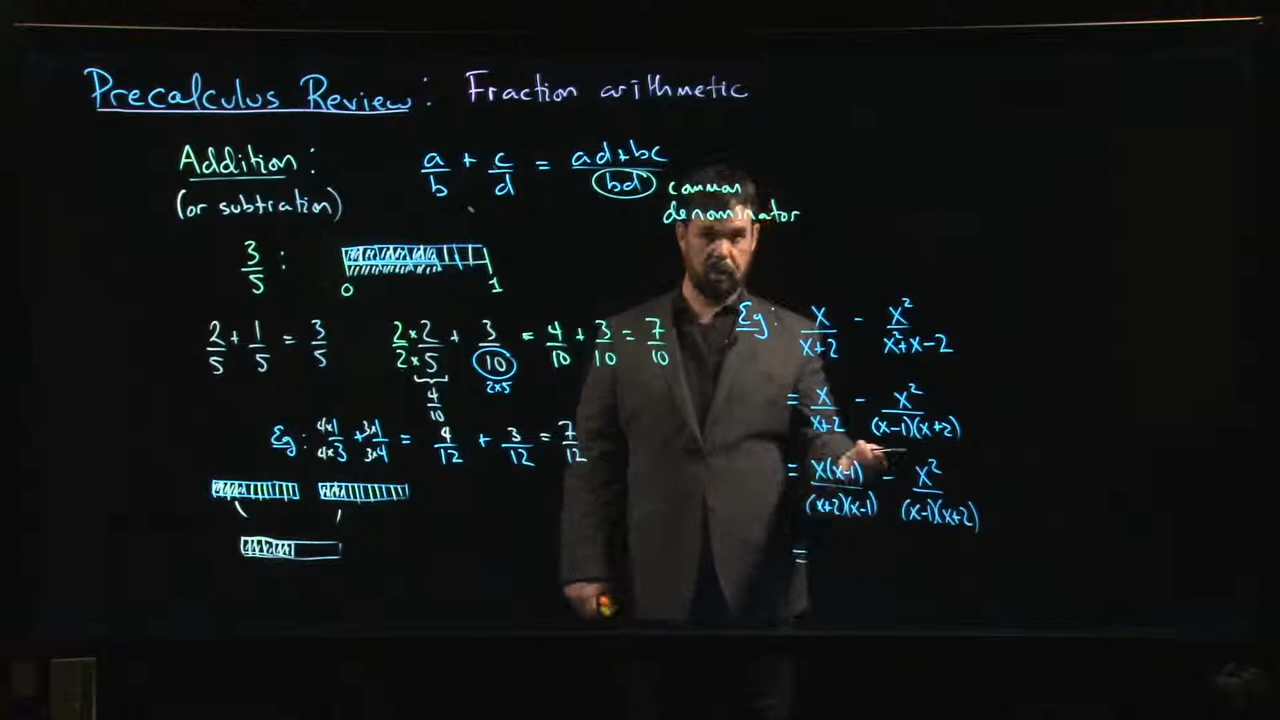 Precalculus Review: Fraction arithmetic
Addition:
(or subtration)
a/b + c/d = ad+bc/bd
common
denominator
3/5 :
0 1
2/5 + 1/5 = 3/5
2×2/2×5 + 3/10 = 4/10 + 3/10 = 7/10
2×5
4/10
Eg: 4×1/4×3 + 3×1/3×4 = 4/12 + 3/12 = 7/12
Eg: x/x+2 - x²/x²+x-2
= x/x+2 - x²/(x-1)(x+2)
= x(x-1)/(x+2)(x-1) - x²/(x-1)(x+2)
=